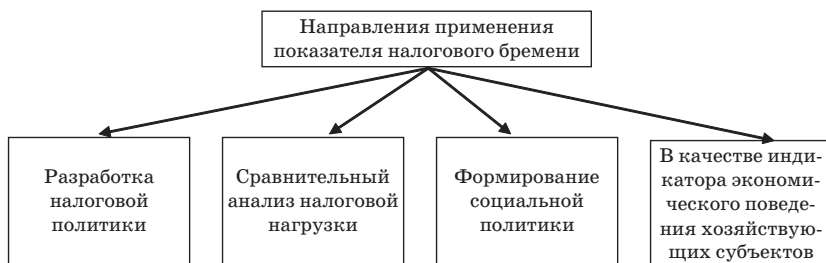 Направления применения
показателя налогового бремени
Разработка
налоговой
политики
Сравнительный
анализ налоговой
нагрузки
Формирование
социальной
политики
В качестве инди-
катора экономи-
ческого поведе-
ния хозяйствую-
щих субъектов